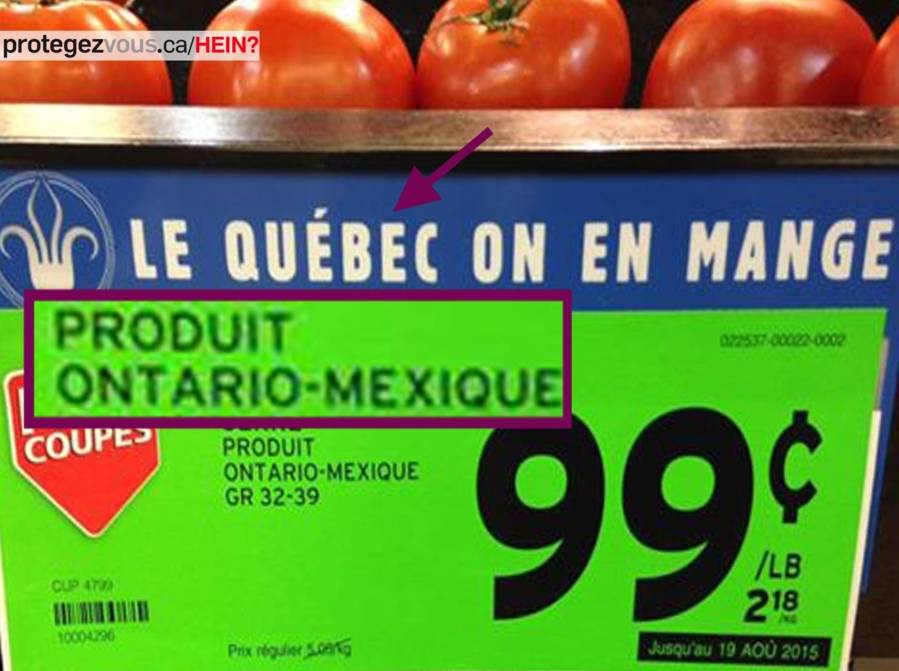 protegezvous.ca/HEIN?
LE QUÉBEC ON EN MANGE
PRODUIT
ONTARIO-MEXIQUE
022537-00022-0002
COUPES
PRODUIT
ONTARIO-MEXIQUE
GR 32-39
99¢
/LB
2 18
/KG
CUP 4799
10004296
Prix régulier 5,08/kg
Jusqu'au 19 AOÛ 2015